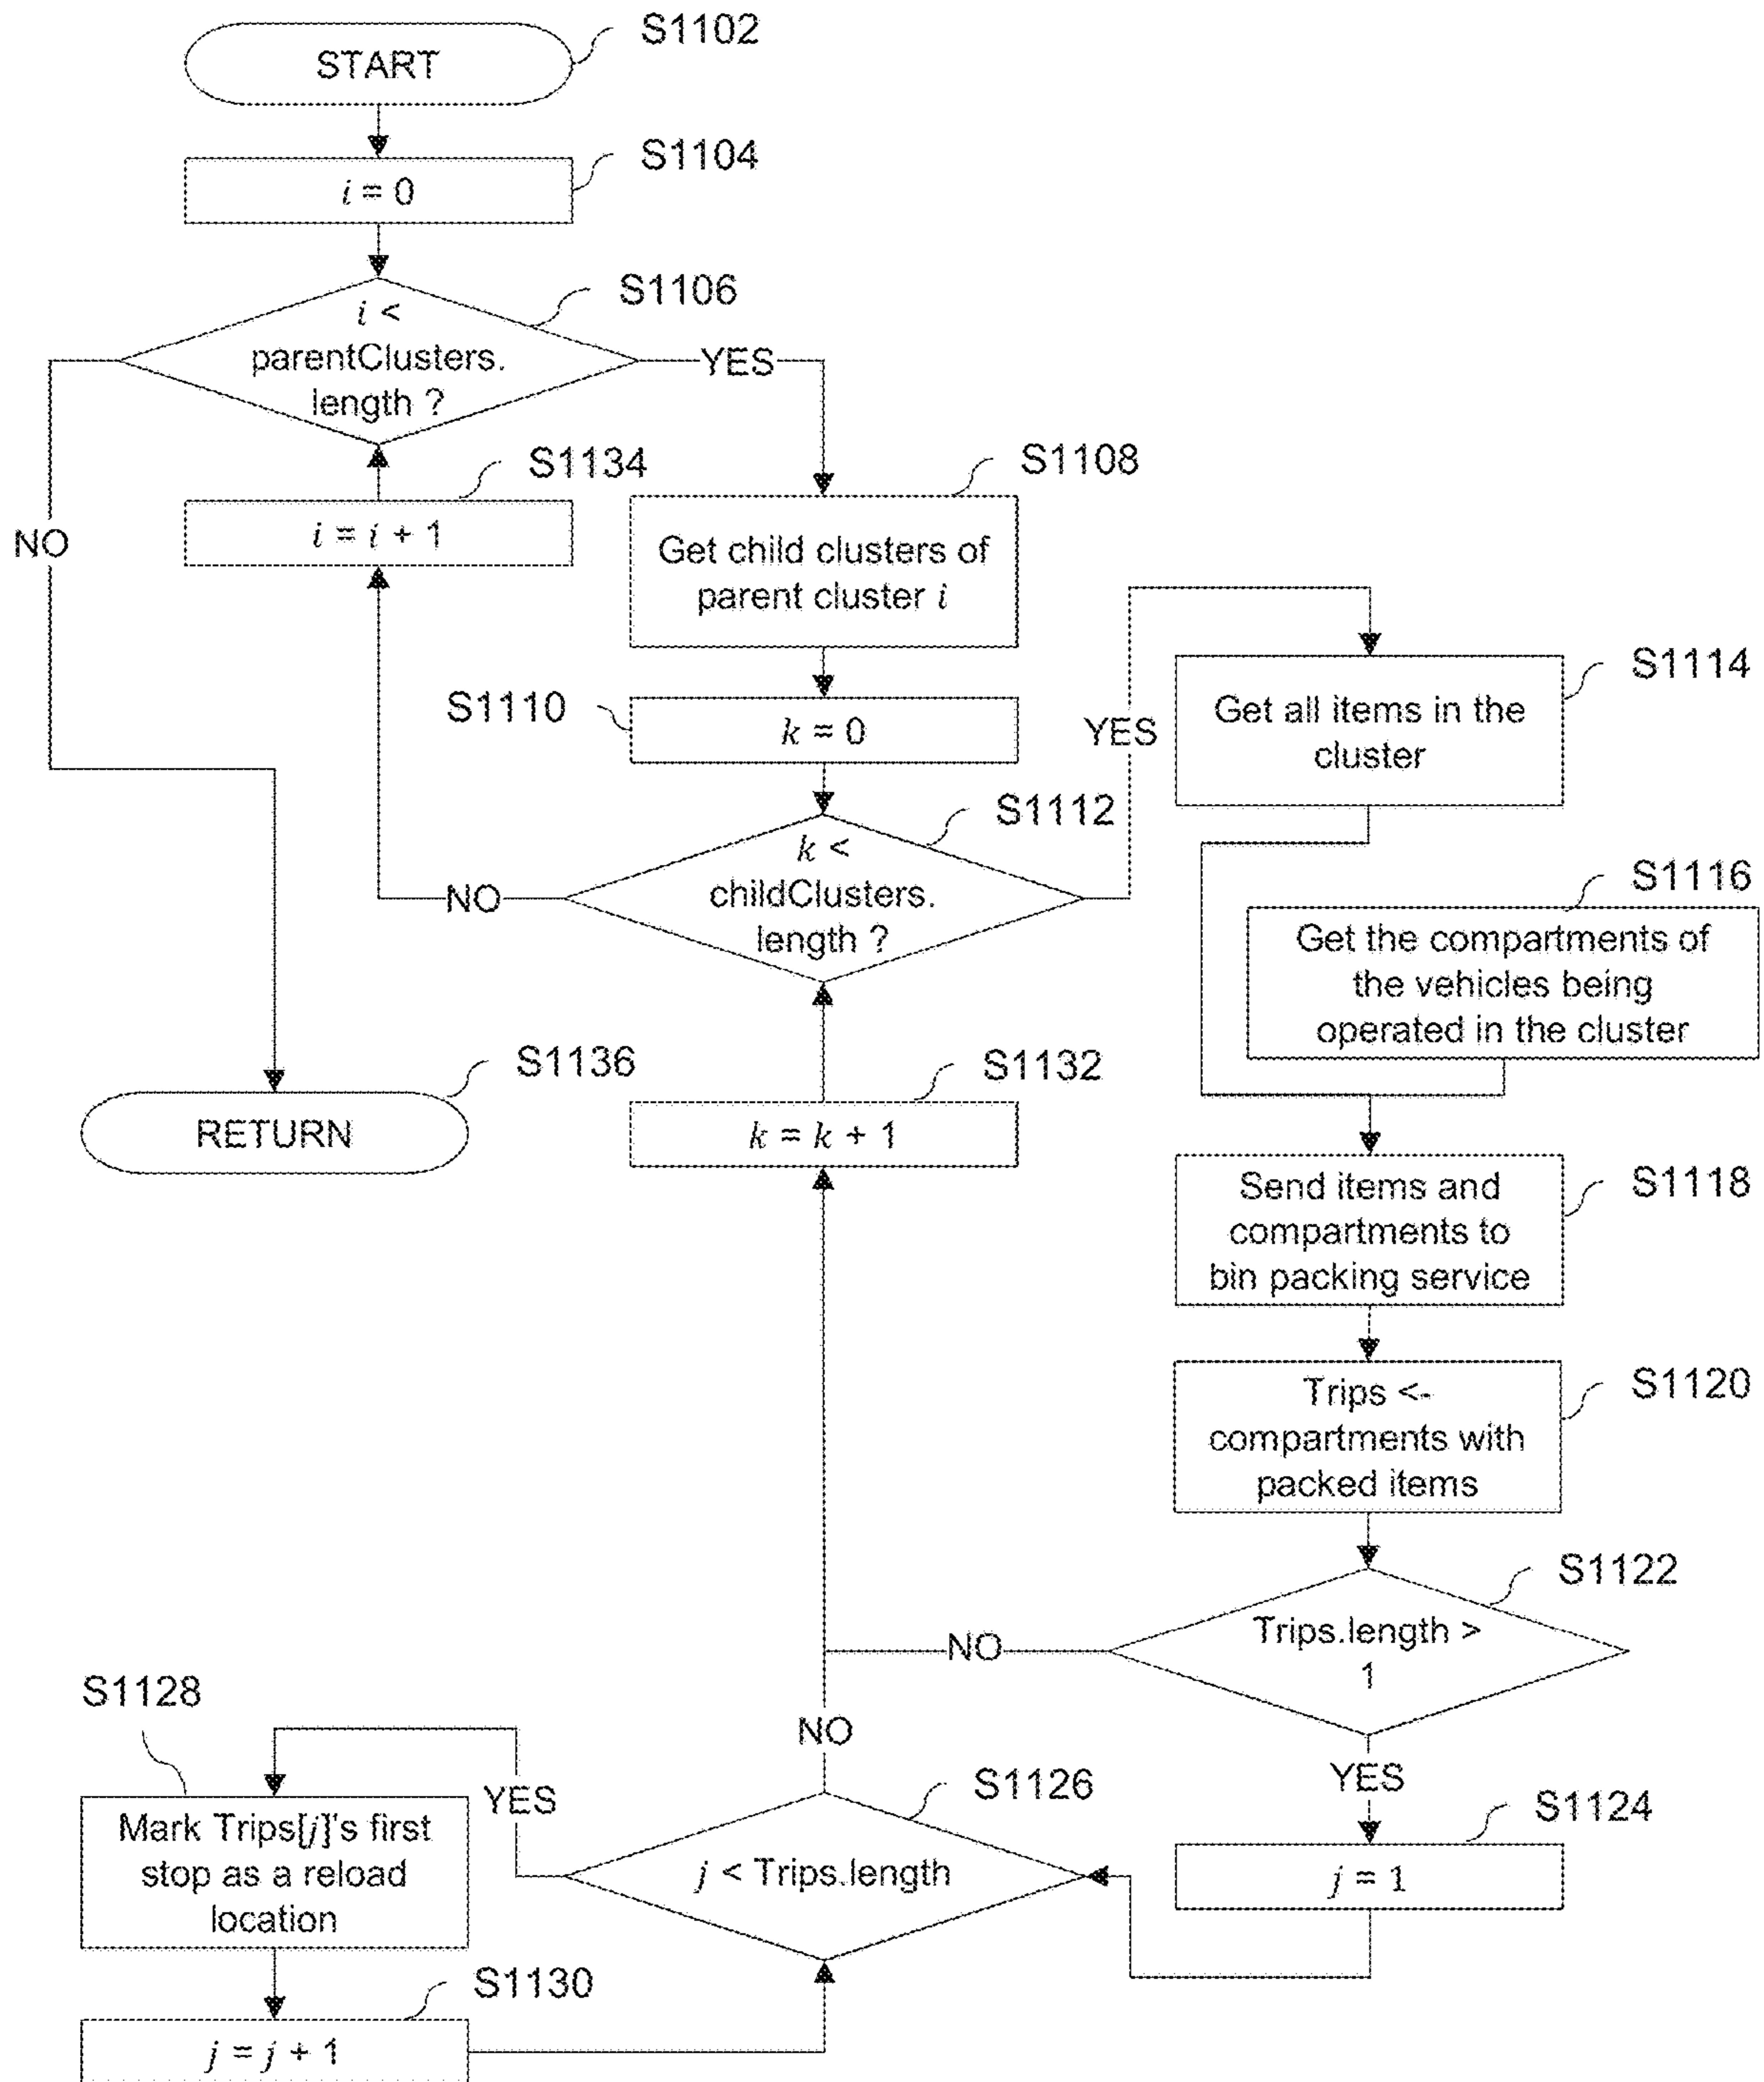 START
S1102
i = 0
S1104
i <
parentClusters.
length ?
S1106
YES
NO
i = i + 1
S1134
Get child clusters of
parent cluster i
S1108
k = 0
S1110
k <
childClusters.
length ?
S1112
NO
YES
Get all items in the
cluster
S1114
Get the compartments of
the vehicles being
operated in the cluster
S1116
RETURN
S1136
k = k + 1
S1132
Send items and
compartments to
bin packing service
S1118
Trips <-
compartments with
packed items
S1120
Trips.length >
1
S1122
NO
YES
j = 1
S1124
j < Trips.length
S1126
NO
YES
Mark Trips[j]'s first
stop as a reload
location
S1128
j = j + 1
S1130